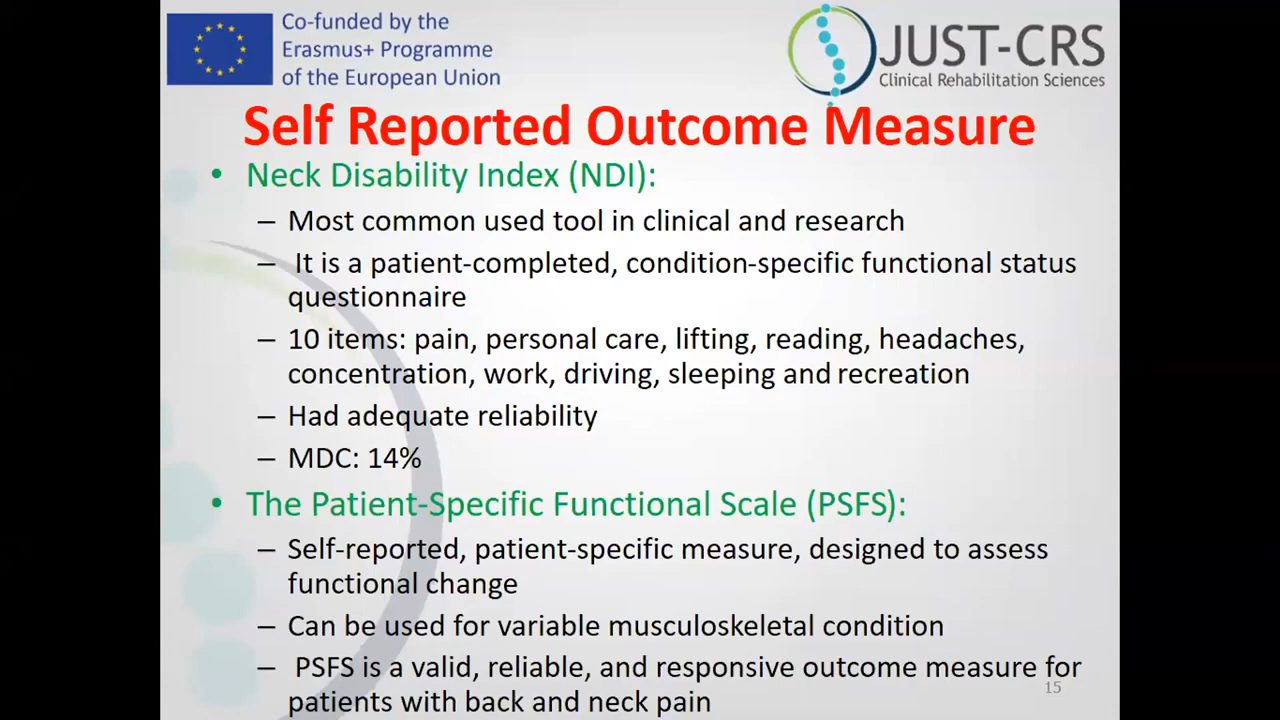 Co-funded by the
Erasmus+ Programme
of the European Union
JUST-CRS
Clinical Rehabilitation Sciences
Self Reported Outcome Measure
• Neck Disability Index (NDI):
– Most common used tool in clinical and research
– It is a patient-completed, condition-specific functional status
questionnaire
– 10 items: pain, personal care, lifting, reading, headaches,
concentration, work, driving, sleeping and recreation
– Had adequate reliability
– MDC: 14%
• The Patient-Specific Functional Scale (PSFS):
– Self-reported, patient-specific measure, designed to assess
functional change
– Can be used for variable musculoskeletal condition
– PSFS is a valid, reliable, and responsive outcome measure for
patients with back and neck pain
15